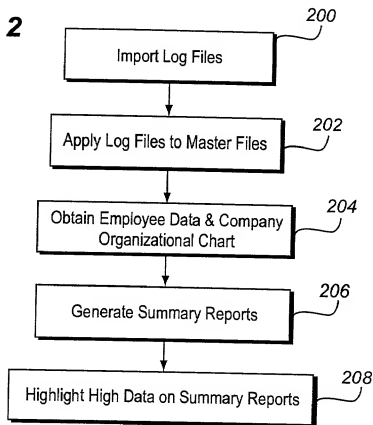 2
200
Import Log Files
202
Apply Log Files to Master Files
204
Obtain Employee Data & Company
Organizational Chart
206
Generate Summary Reports
208
Highlight High Data on Summary Reports